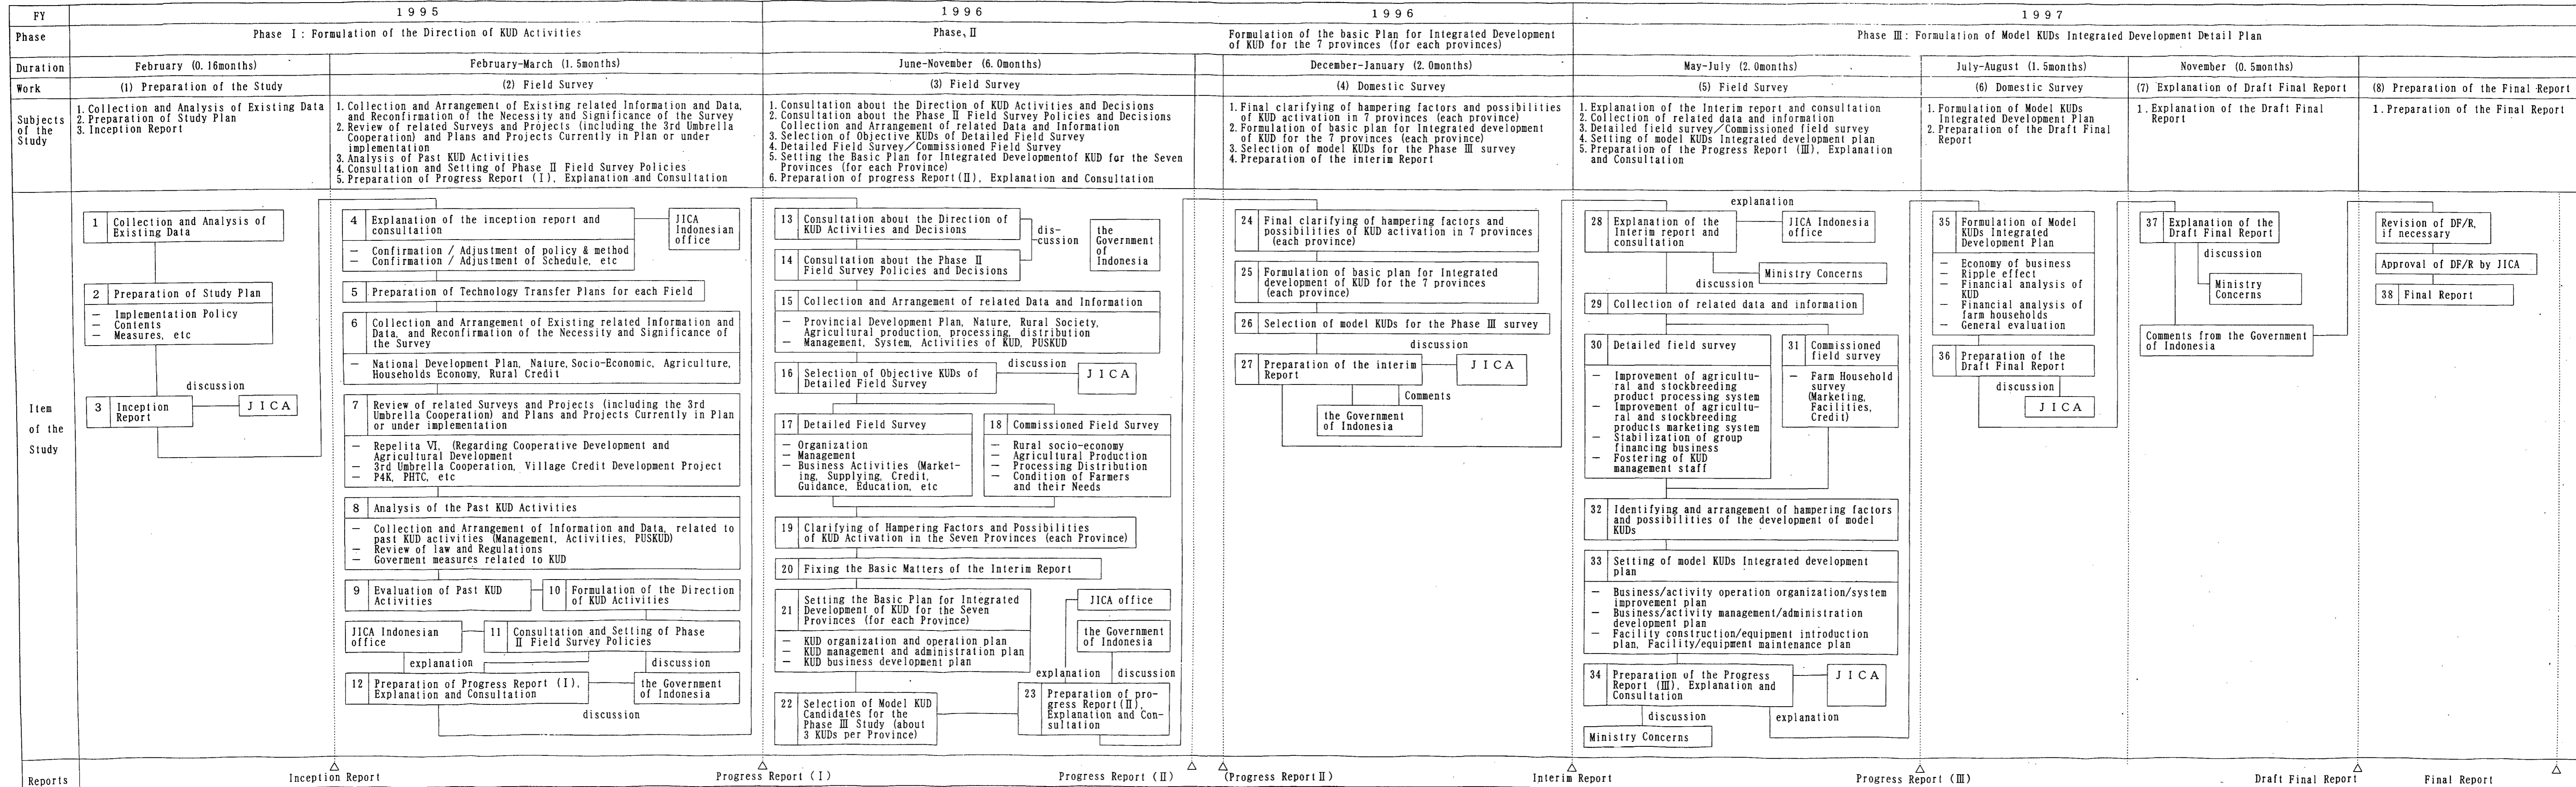 FY
1995
1996
1996
1997
Phase
Phase I: Formulation of the Direction of KUD Activities
Phase, II
Formulation of the basic Plan for Integrated Development
of KUD for the 7 provinces (for each provinces)
Phase III: Formulation of Model KUDs Integrated Development Detail Plan
Duration
February (0.16months)
February-March (1.5months)
June-November (6.0months)
December-January (2.0months)
May-July (2.0months)
July-August (1.5months)
November (0.5months)
Work
(1) Preparation of the Study
(2) Field Survey
(3) Field Survey
(4) Domestic Survey
(5) Field Survey
(6) Domestic Survey
(7) Explanation of Draft Final Report
(8) Preparation of the Final Report
Subjects
of the
Study
1. Collection and Analysis of Existing Data
2. Preparation of Study Plan
3. Inception Report
1. Collection and Arrangement of Existing related Information and Data,
and Reconfirmation of the Necessity and Significance of the Survey
2. Review of related Surveys and Projects (including the 3rd Umbrella
Cooperation) and Plans and Projects Currently in Plan or under
implementation
3. Analysis of Past KUD Activities
4. Consultation and Setting of Phase II Field Survey Policies
5. Preparation of Progress Report (I), Explanation and Consultation
1. Consultation about the Direction of KUD Activities and Decisions
2. Consultation about the Phase II Field Survey Policies and Decisions
Collection and Arrangement of related Data and Information
3. Selection of Objective KUDs of Detailed Field Survey
4. Detailed Field Survey/Commissioned Field Survey
5. Setting the Basic Plan for Integrated Developmentof KUD for the Seven
Provinces (for each Province)
6. Preparation of progress Report(II), Explanation and Consultation
1. Final clarifying of hampering factors and possibilities
of KUD activation in 7 provinces (each province)
2. Formulation of basic plan for Integrated development
of KUD for the 7 provinces (each province)
3. Selection of model KUDs for the Phase III survey
4. Preparation of the interim Report
1. Explanation of the Interim report and consultation
2. Collection of related data and information
3. Detailed field survey/Commissioned field survey
4. Setting of model KUDs Integrated development plan
5. Preparation of the Progress Report (III), Explanation
and Consultation
1. Formulation of Model KUDs
Integrated Development Plan
2. Preparation of the Draft Final
Report
1. Explanation of the Draft Final
Report
1. Preparation of the Final Report
Item
of the
Study
1 Collection and Analysis of
Existing Data
2 Preparation of Study Plan
— Implementation Policy
— Contents
— Measures, etc
discussion
3 Inception
Report
JICA
4 Explanation of the inception report and
consultation
— Confirmation / Adjustment of policy & method
— Confirmation / Adjustment of Schedule, etc
JICA
Indonesian
office
5 Preparation of Technology Transfer Plans for each Field
6 Collection and Arrangement of Existing related Information and
Data, and Reconfirmation of the Necessity and Significance of
the Survey
— National Development Plan, Nature, Socio-Economic, Agriculture,
Households Economy, Rural Credit
7 Review of related Surveys and Projects (including the 3rd
Umbrella Cooperation) and Plans and Projects Currently in Plan
or under implementation
— Repelita VI, (Regarding Cooperative Development and
Agricultural Development
— 3rd Umbrella Cooperation, Village Credit Development Project
— P4K, PHTC, etc
8 Analysis of the Past KUD Activities
— Collection and Arrangement of Information and Data, related to
past KUD activities (Management, Activities, PUSKUD)
— Review of law and Regulations
— Goverment measures related to KUD
9 Evaluation of Past KUD
Activities
10 Formulation of the Direction
of KUD Activities
JICA Indonesian
office
11 Consultation and Setting of Phase
II Field Survey Policies
explanation
discussion
12 Preparation of Progress Report (I),
Explanation and Consultation
the Government
of Indonesia
discussion
13 Consultation about the Direction of
KUD Activities and Decisions
dis-
cussion
the
Government
of
Indonesia
14 Consultation about the Phase II
Field Survey Policies and Decisions
15 Collection and Arrangement of related Data and Information
— Provincial Development Plan, Nature, Rural Society,
Agricultural production, processing, distribution
— Management, System, Activities of KUD, PUSKUD
16 Selection of Objective KUDs of
Detailed Field Survey
discussion
JICA
17 Detailed Field Survey
— Organization
— Management
— Business Activities (Market-
ing, Supplying, Credit,
Guidance, Education, etc
18 Commissioned Field Survey
— Rural socio-economy
— Agricultural Production
— Processing Distribution
— Condition of Farmers
and their Needs
19 Clarifying of Hampering Factors and Possibilities
of KUD Activation in the Seven Provinces (each Province)
20 Fixing the Basic Matters of the Interim Report
21 Setting the Basic Plan for Integrated
Development of KUD for the Seven
Provinces (for each Province)
— KUD organization and operation plan
— KUD management and administration plan
— KUD business development plan
JICA office
the Government
of Indonesia
explanation
discussion
22 Selection of Model KUD
Candidates for the
Phase III Study (about
3 KUDs per Province)
23 Preparation of pro-
gress Report(II),
Explanation and Con-
sultation
24 Final clarifying of hampering factors and
possibilities of KUD activation in 7 provinces
(each province)
25 Formulation of basic plan for Integrated
development of KUD for the 7 provinces
(each province)
26 Selection of model KUDs for the Phase III survey
discussion
27 Preparation of the interim
Report
JICA
Comments
the Government
of Indonesia
explanation
28 Explanation of the
Interim report and
consultation
JICA Indonesia
office
Ministry Concerns
discussion
29 Collection of related data and information
30 Detailed field survey
— Improvement of agricultu-
ral and stockbreeding
product processing system
— Improvement of agricultu-
ral and stockbreeding
products marketing system
— Stabilization of group
financing business
— Fostering of KUD
management staff
31 Commissioned
field survey
— Farm Household
survey
(Marketing,
Facilities,
Credit)
32 Identifying and arrangement of hampering factors
and possibilities of the development of model
KUDs
33 Setting of model KUDs Integrated development
plan
— Business/activity operation organization/system
improvement plan
— Business/activity management/administration
development plan
— Facility construction/equipment introduction
plan, Facility/equipment maintenance plan
34 Preparation of the Progress
Report (III), Explanation and
Consultation
JICA
discussion
explanation
Ministry Concerns
35 Formulation of Model
KUDs Integrated
Development Plan
— Economy of business
— Ripple effect
— Financial analysis of
KUD
— Financial analysis of
farm households
— General evaluation
36 Preparation of the
Draft Final Report
discussion
JICA
37 Explanation of the
Draft Final Report
discussion
Ministry
Concerns
Comments from the Government
of Indonesia
Revision of DF/R,
if necessary
Approval of DF/R by JICA
38 Final Report
Reports
Inception Report
Progress Report (I)
Progress Report (II)
(Progress Report II)
Interim Report
Progress Report (III)
Draft Final Report
Final Report